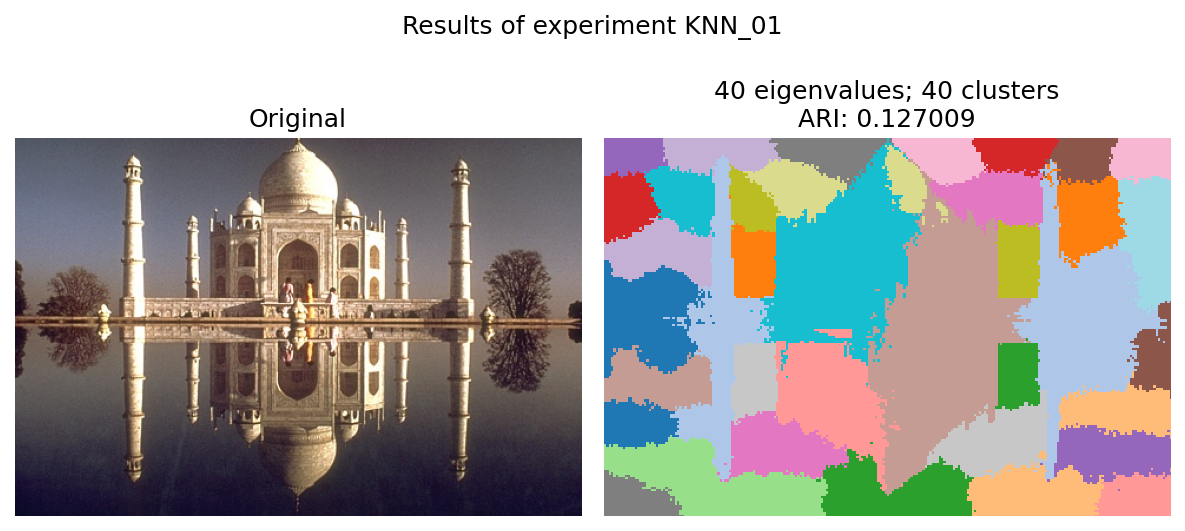 Results of experiment KNN_01
Original
40 eigenvalues; 40 clusters
ARI: 0.127009